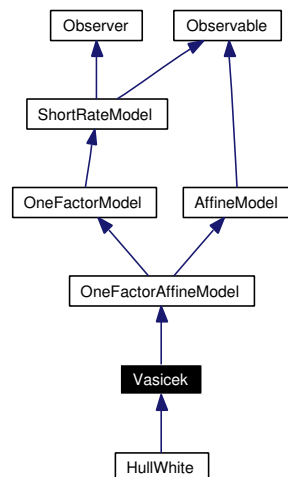 Observer
Observable
ShortRateModel
OneFactorModel
AffineModel
OneFactorAffineModel
Vasicek
HullWhite